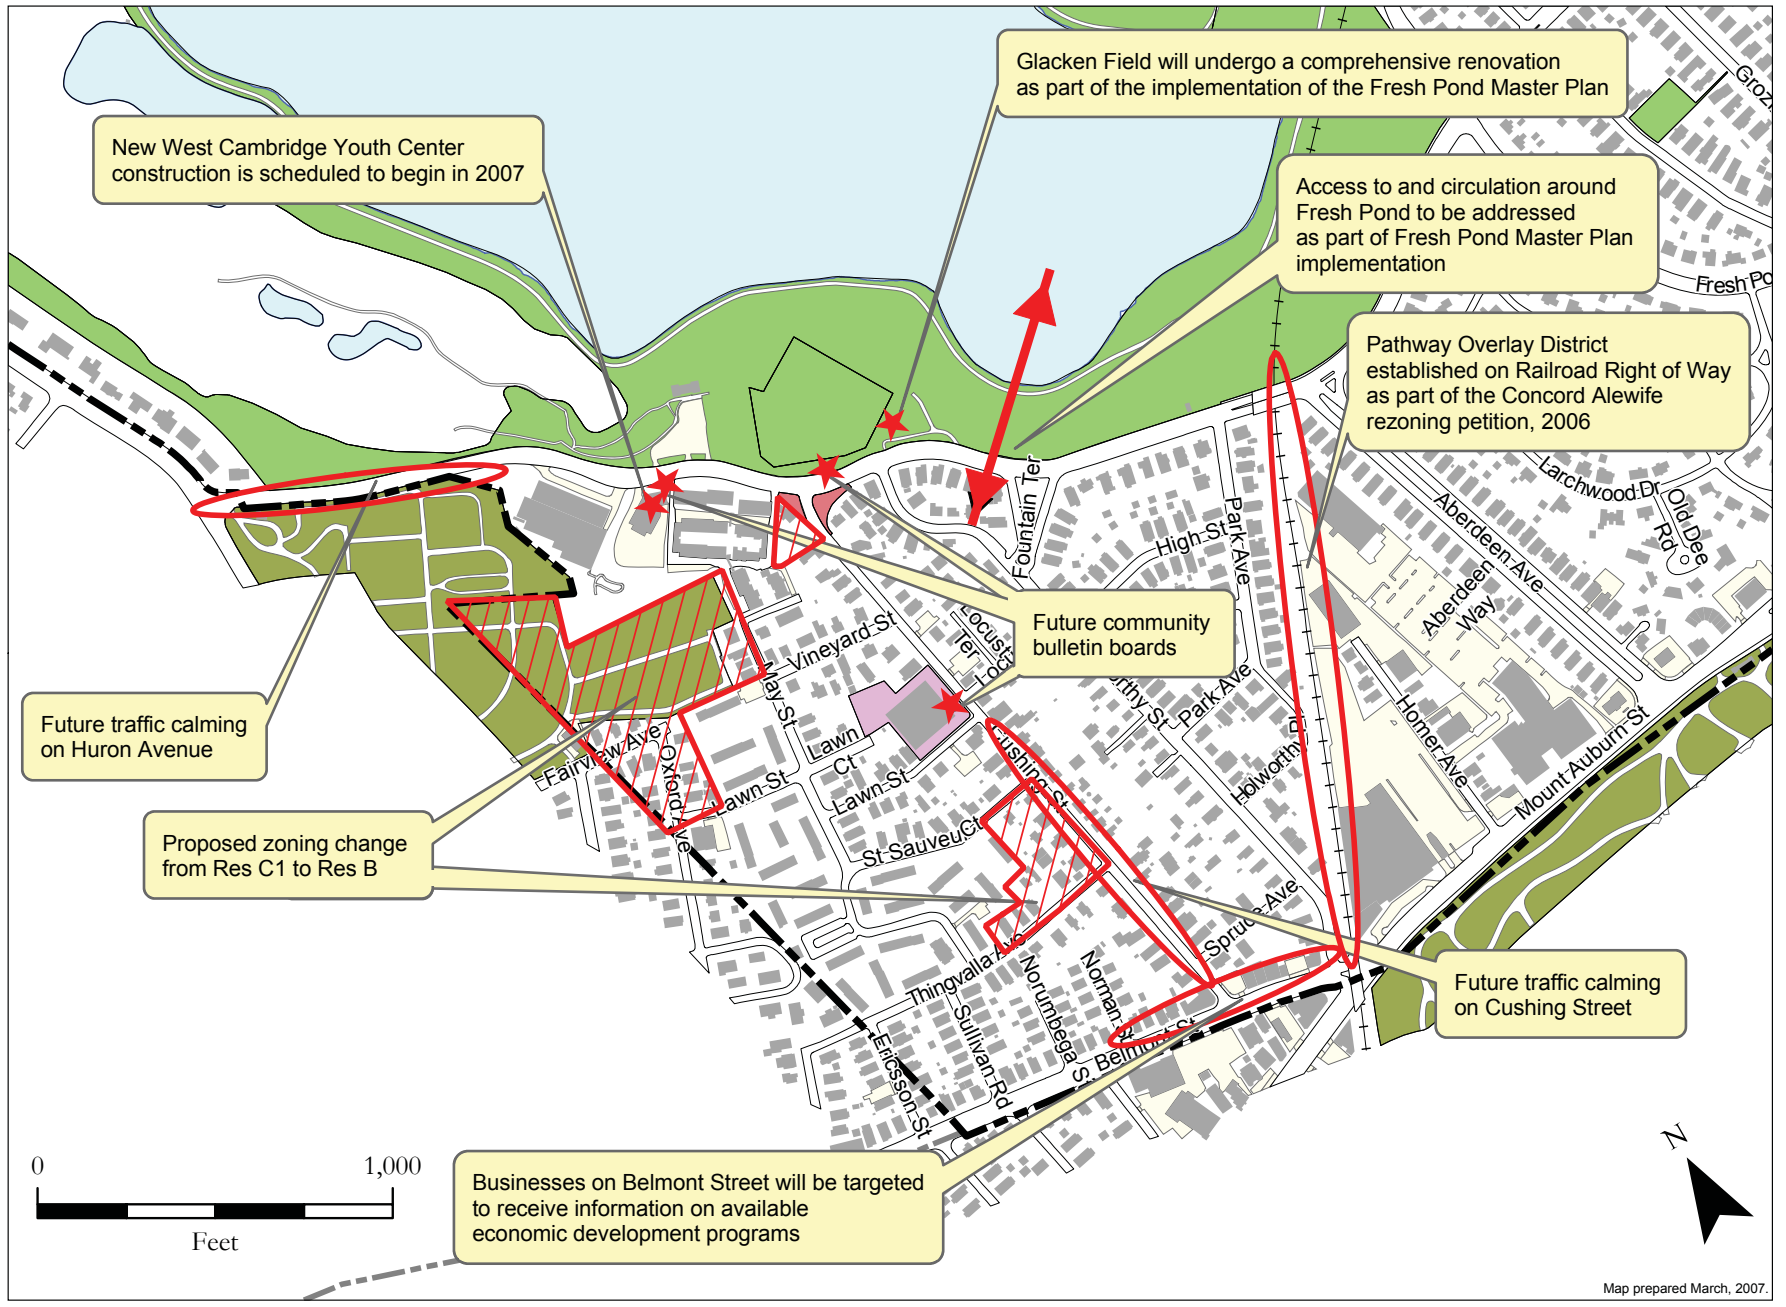 Glacken Field will undergo a comprehensive renovation
as part of the implementation of the Fresh Pond Master Plan
New West Cambridge Youth Center
construction is scheduled to begin in 2007
Access to and circulation around
Fresh Pond to be addressed
as part of Fresh Pond Master Plan
implementation
Pathway Overlay District
established on Railroad Right of Way
as part of the Concord Alewife
rezoning petition, 2006
Future community
bulletin boards
Future traffic calming
on Huron Avenue
Proposed zoning change
from Res C1 to Res B
Future traffic calming
on Cushing Street
Businesses on Belmont Street will be targeted
to receive information on available
economic development programs
Fresh Po
Larchwood Dr
Old Dee
Rd
Aberdeen Ave
Aberdeen
Way
Homer Ave
Mount Auburn St
Fountain Ter
High St
Park Ave
Park Ave
Holworthy
Pl
orthy St
Locust
Ter
Vineyard St
May St
Lawn
Ct
Lawn St
Lawn St
Fairview Ave
Oxford Ave
St Sauveu Ct
Cushing St
Spruce Ave
Thingvalla Ave
Norumbega St
Norman St
Belmont St
Sullivan Rd
Ericsson St
0
1,000
Feet
N
Map prepared March, 2007.